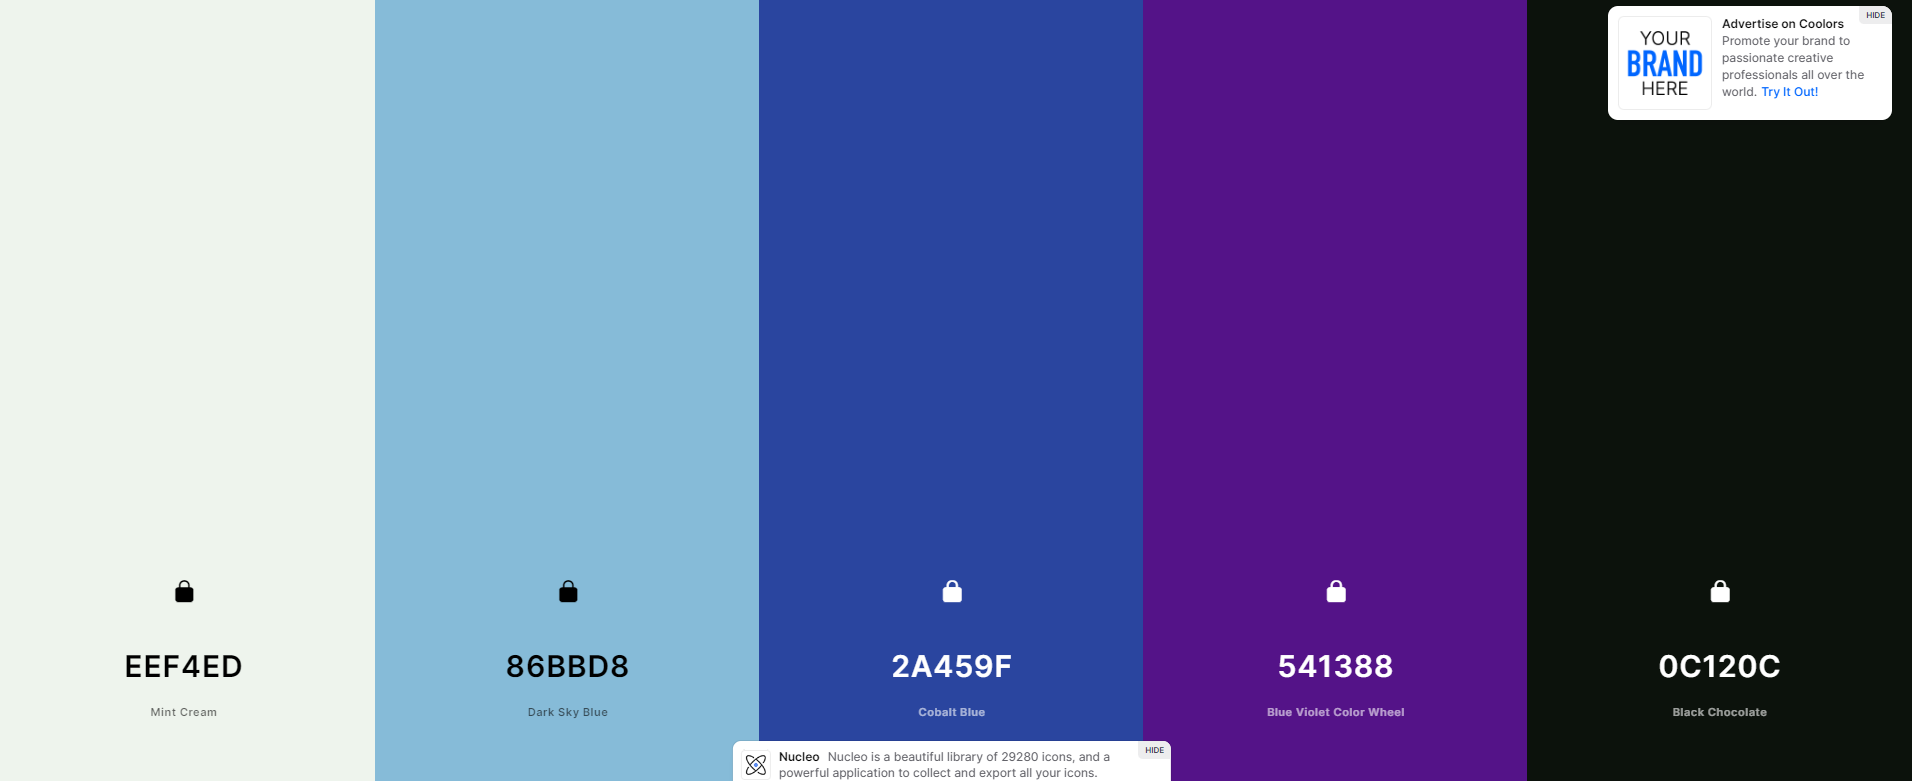 HIDE
YOUR
BRAND
HERE
Advertise on Coolors
Promote your brand to
passionate creative
professionals all over the
world. Try It Out!
EEF4ED
Mint Cream
86BBD8
Dark Sky Blue
2A459F
Cobalt Blue
541388
Blue Violet Color Wheel
0C120C
Black Chocolate
Nucleo Nucleo is a beautiful library of 29280 icons, and a
powerful application to collect and export all your icons.
HIDE